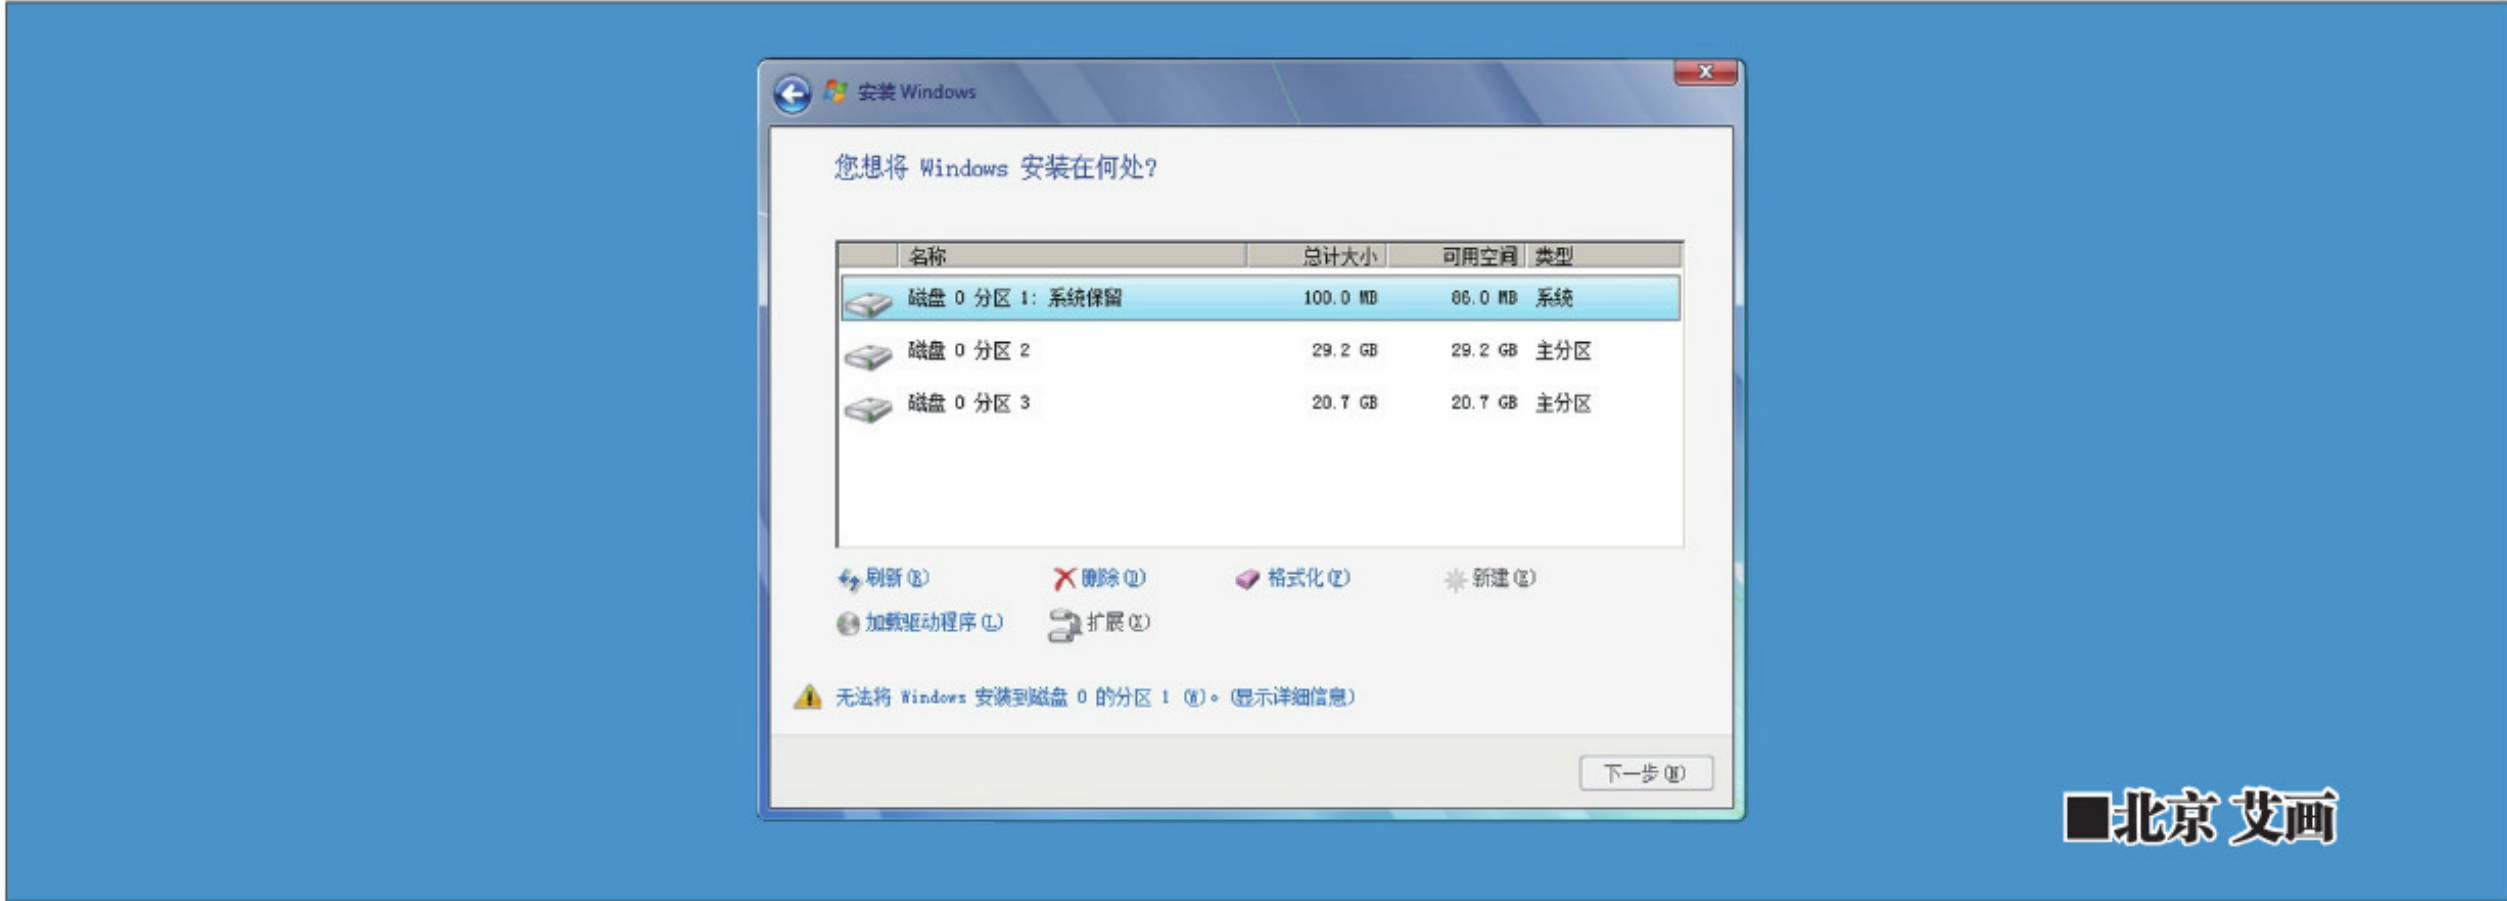 安装 Windows
您想将 Windows 安装在何处?
名称 总计大小 可用空间 类型
磁盘 0 分区 1: 系统保留 100.0 MB 86.0 MB 系统
磁盘 0 分区 2 29.2 GB 29.2 GB 主分区
磁盘 0 分区 3 20.7 GB 20.7 GB 主分区
刷新(R) 删除(D) 格式化(F) 新建(E)
加载驱动程序(L) 扩展(X)
无法将 Windows 安装到磁盘 0 的分区 1 (W)。(显示详细信息)
下一步(N)
■北京 艾画